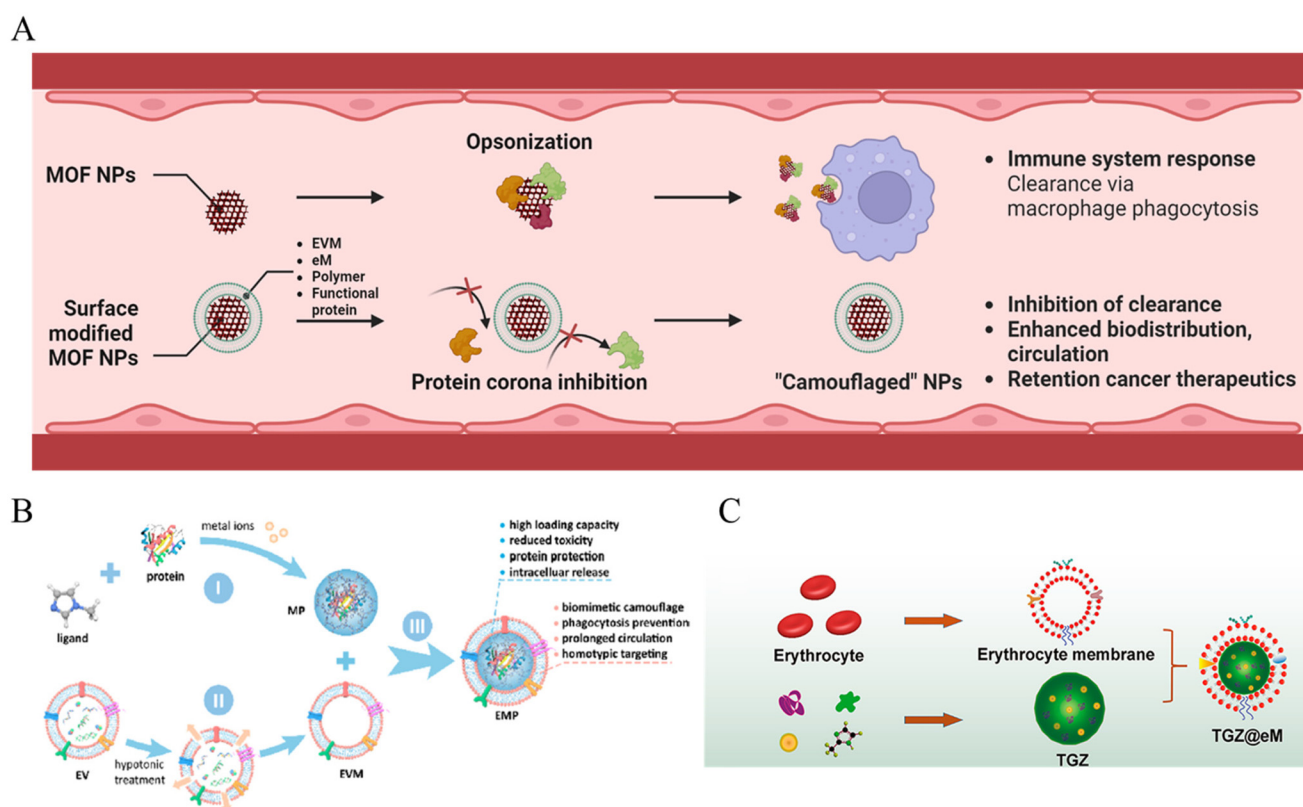 A
MOF NPs
Opsonization
• Immune system response
Clearance via
macrophage phagocytosis
• EVM
• eM
• Polymer
• Functional
protein
Surface
modified
MOF NPs
Protein corona inhibition
"Camouflaged" NPs
• Inhibition of clearance
• Enhanced biodistribution,
circulation
• Retention cancer therapeutics
B
ligand
protein
metal ions
I
MP
• high loading capacity
• reduced toxicity
• protein protection
• intracelluar release
III
• biomimetic camouflage
• phagocytosis prevention
• prolonged circulation
• homotypic targeting
EMP
II
EV
hypotonic
treatment
EVM
C
Erythrocyte
Erythrocyte membrane
TGZ
TGZ@eM